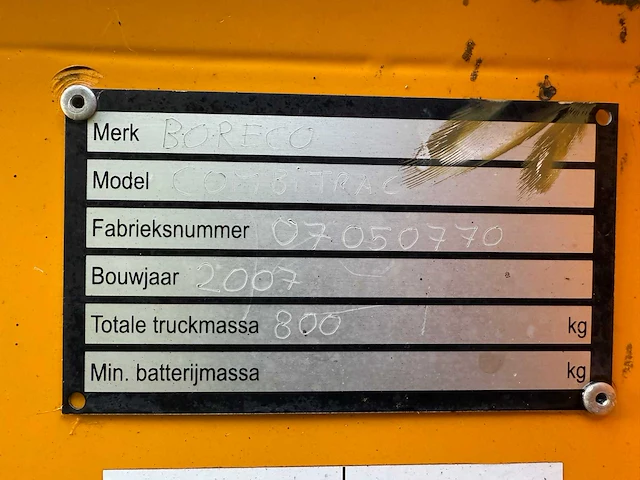 Merk BORECO
Model
Fabrieksnummer 07050770
Bouwjaar 2007
Totale truckmassa 800 kg
Min. batterijmassa kg